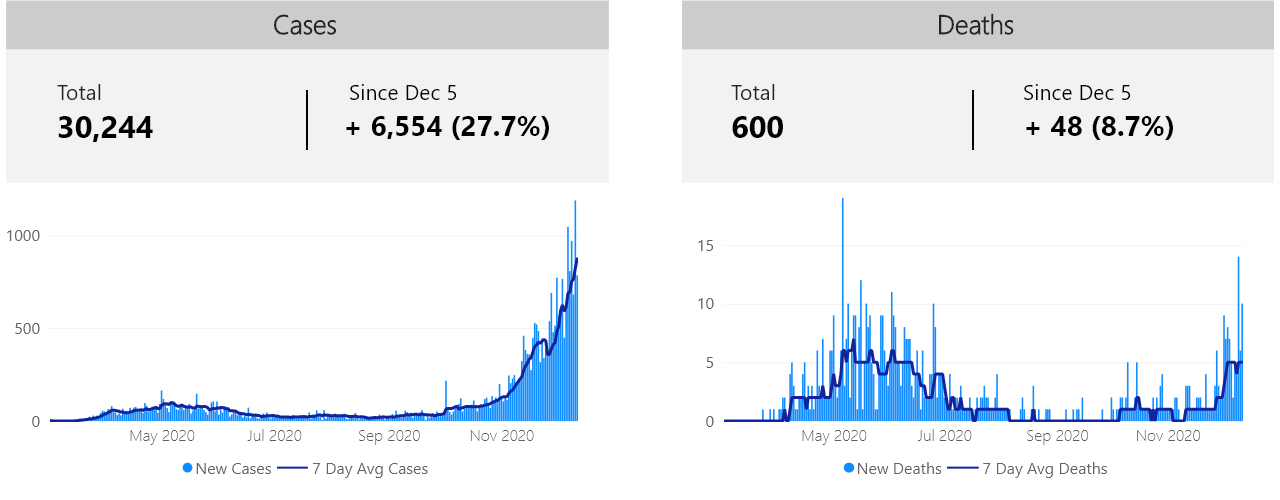 Cases
Total
30,244
Since Dec 5
+ 6,554 (27.7%)
1000
500
0
May 2020 Jul 2020 Sep 2020 Nov 2020
New Cases 7 Day Avg Cases
Deaths
Total
600
Since Dec 5
+ 48 (8.7%)
15
10
5
0
May 2020 Jul 2020 Sep 2020 Nov 2020
New Deaths 7 Day Avg Deaths